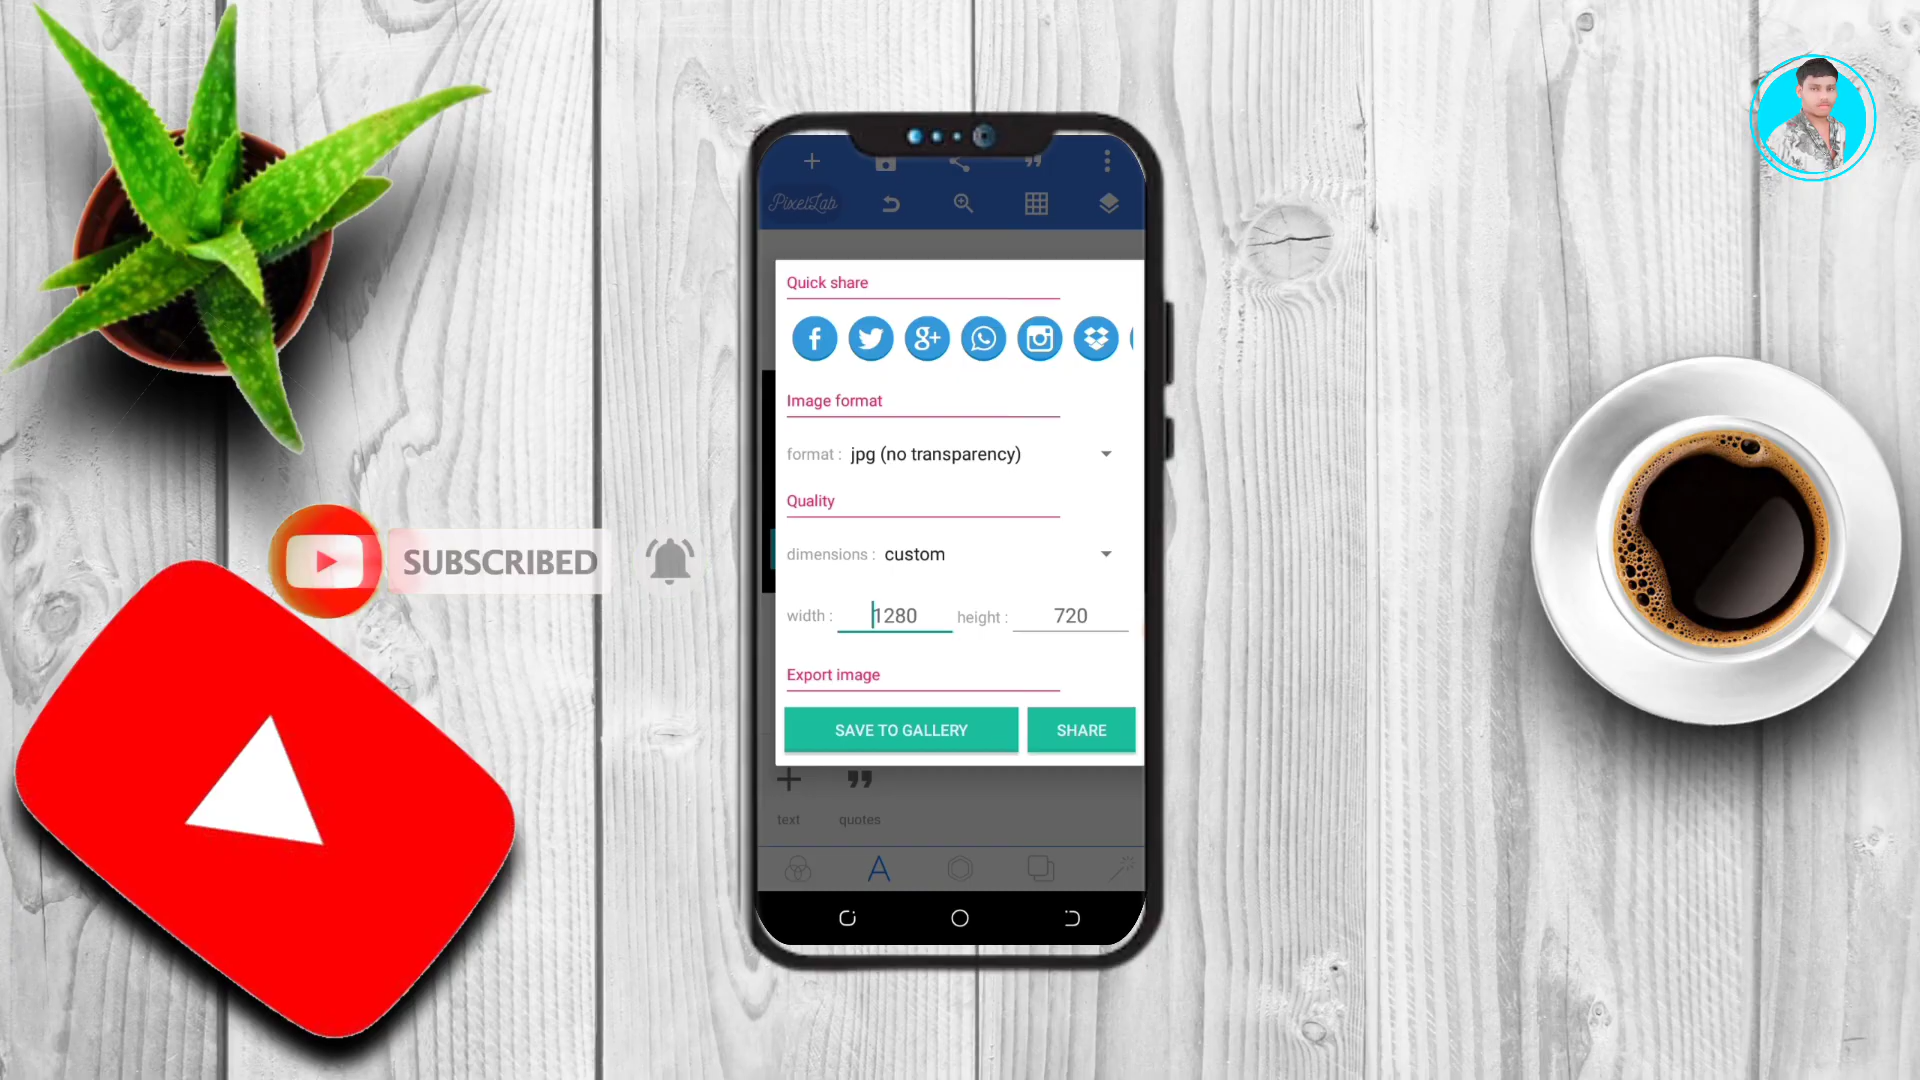 PixelLab
Quick share
Image format
format : jpg (no transparency)
Quality
dimensions : custom
width : 1280 height : 720
Export image
SAVE TO GALLERY SHARE
text quotes
SUBSCRIBED